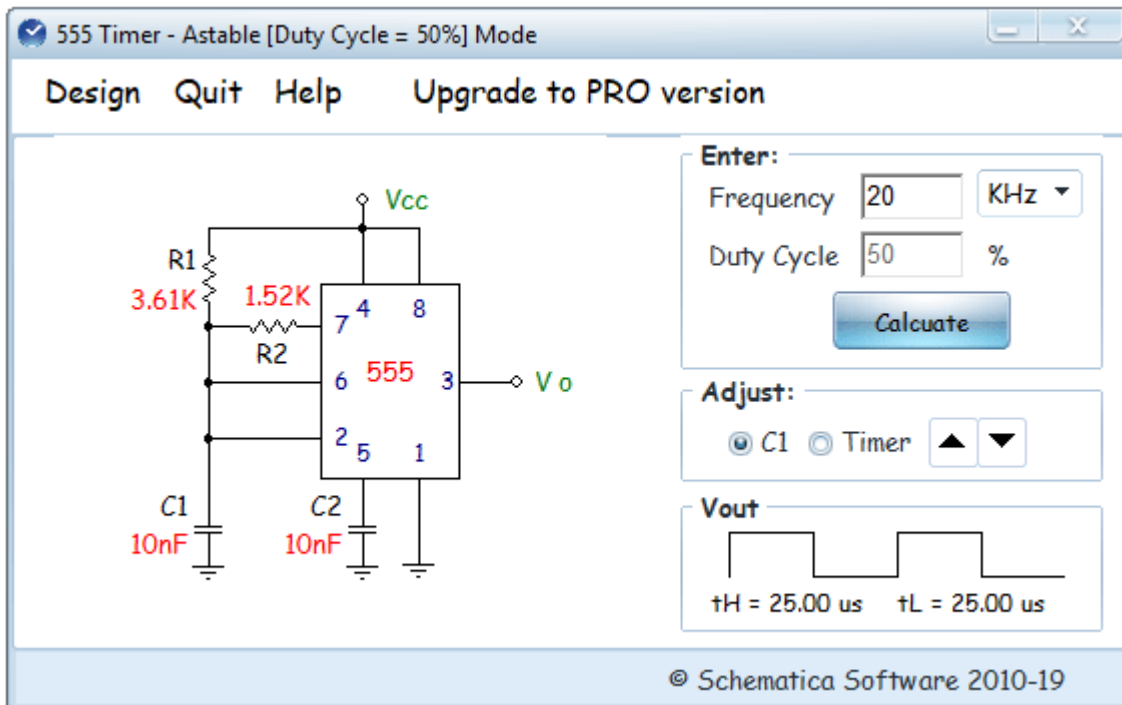 555 Timer - Astable [Duty Cycle = 50%] Mode
Design Quit Help Upgrade to PRO version
Vcc
R1
3.61K
1.52K
R2
4 8
7
6 555 3
2
5 1
V o
C1
10nF
C2
10nF
Enter:
Frequency 20 KHz
Duty Cycle 50 %
Calcuate
Adjust:
C1 Timer
Vout
tH = 25.00 us tL = 25.00 us
© Schematica Software 2010-19